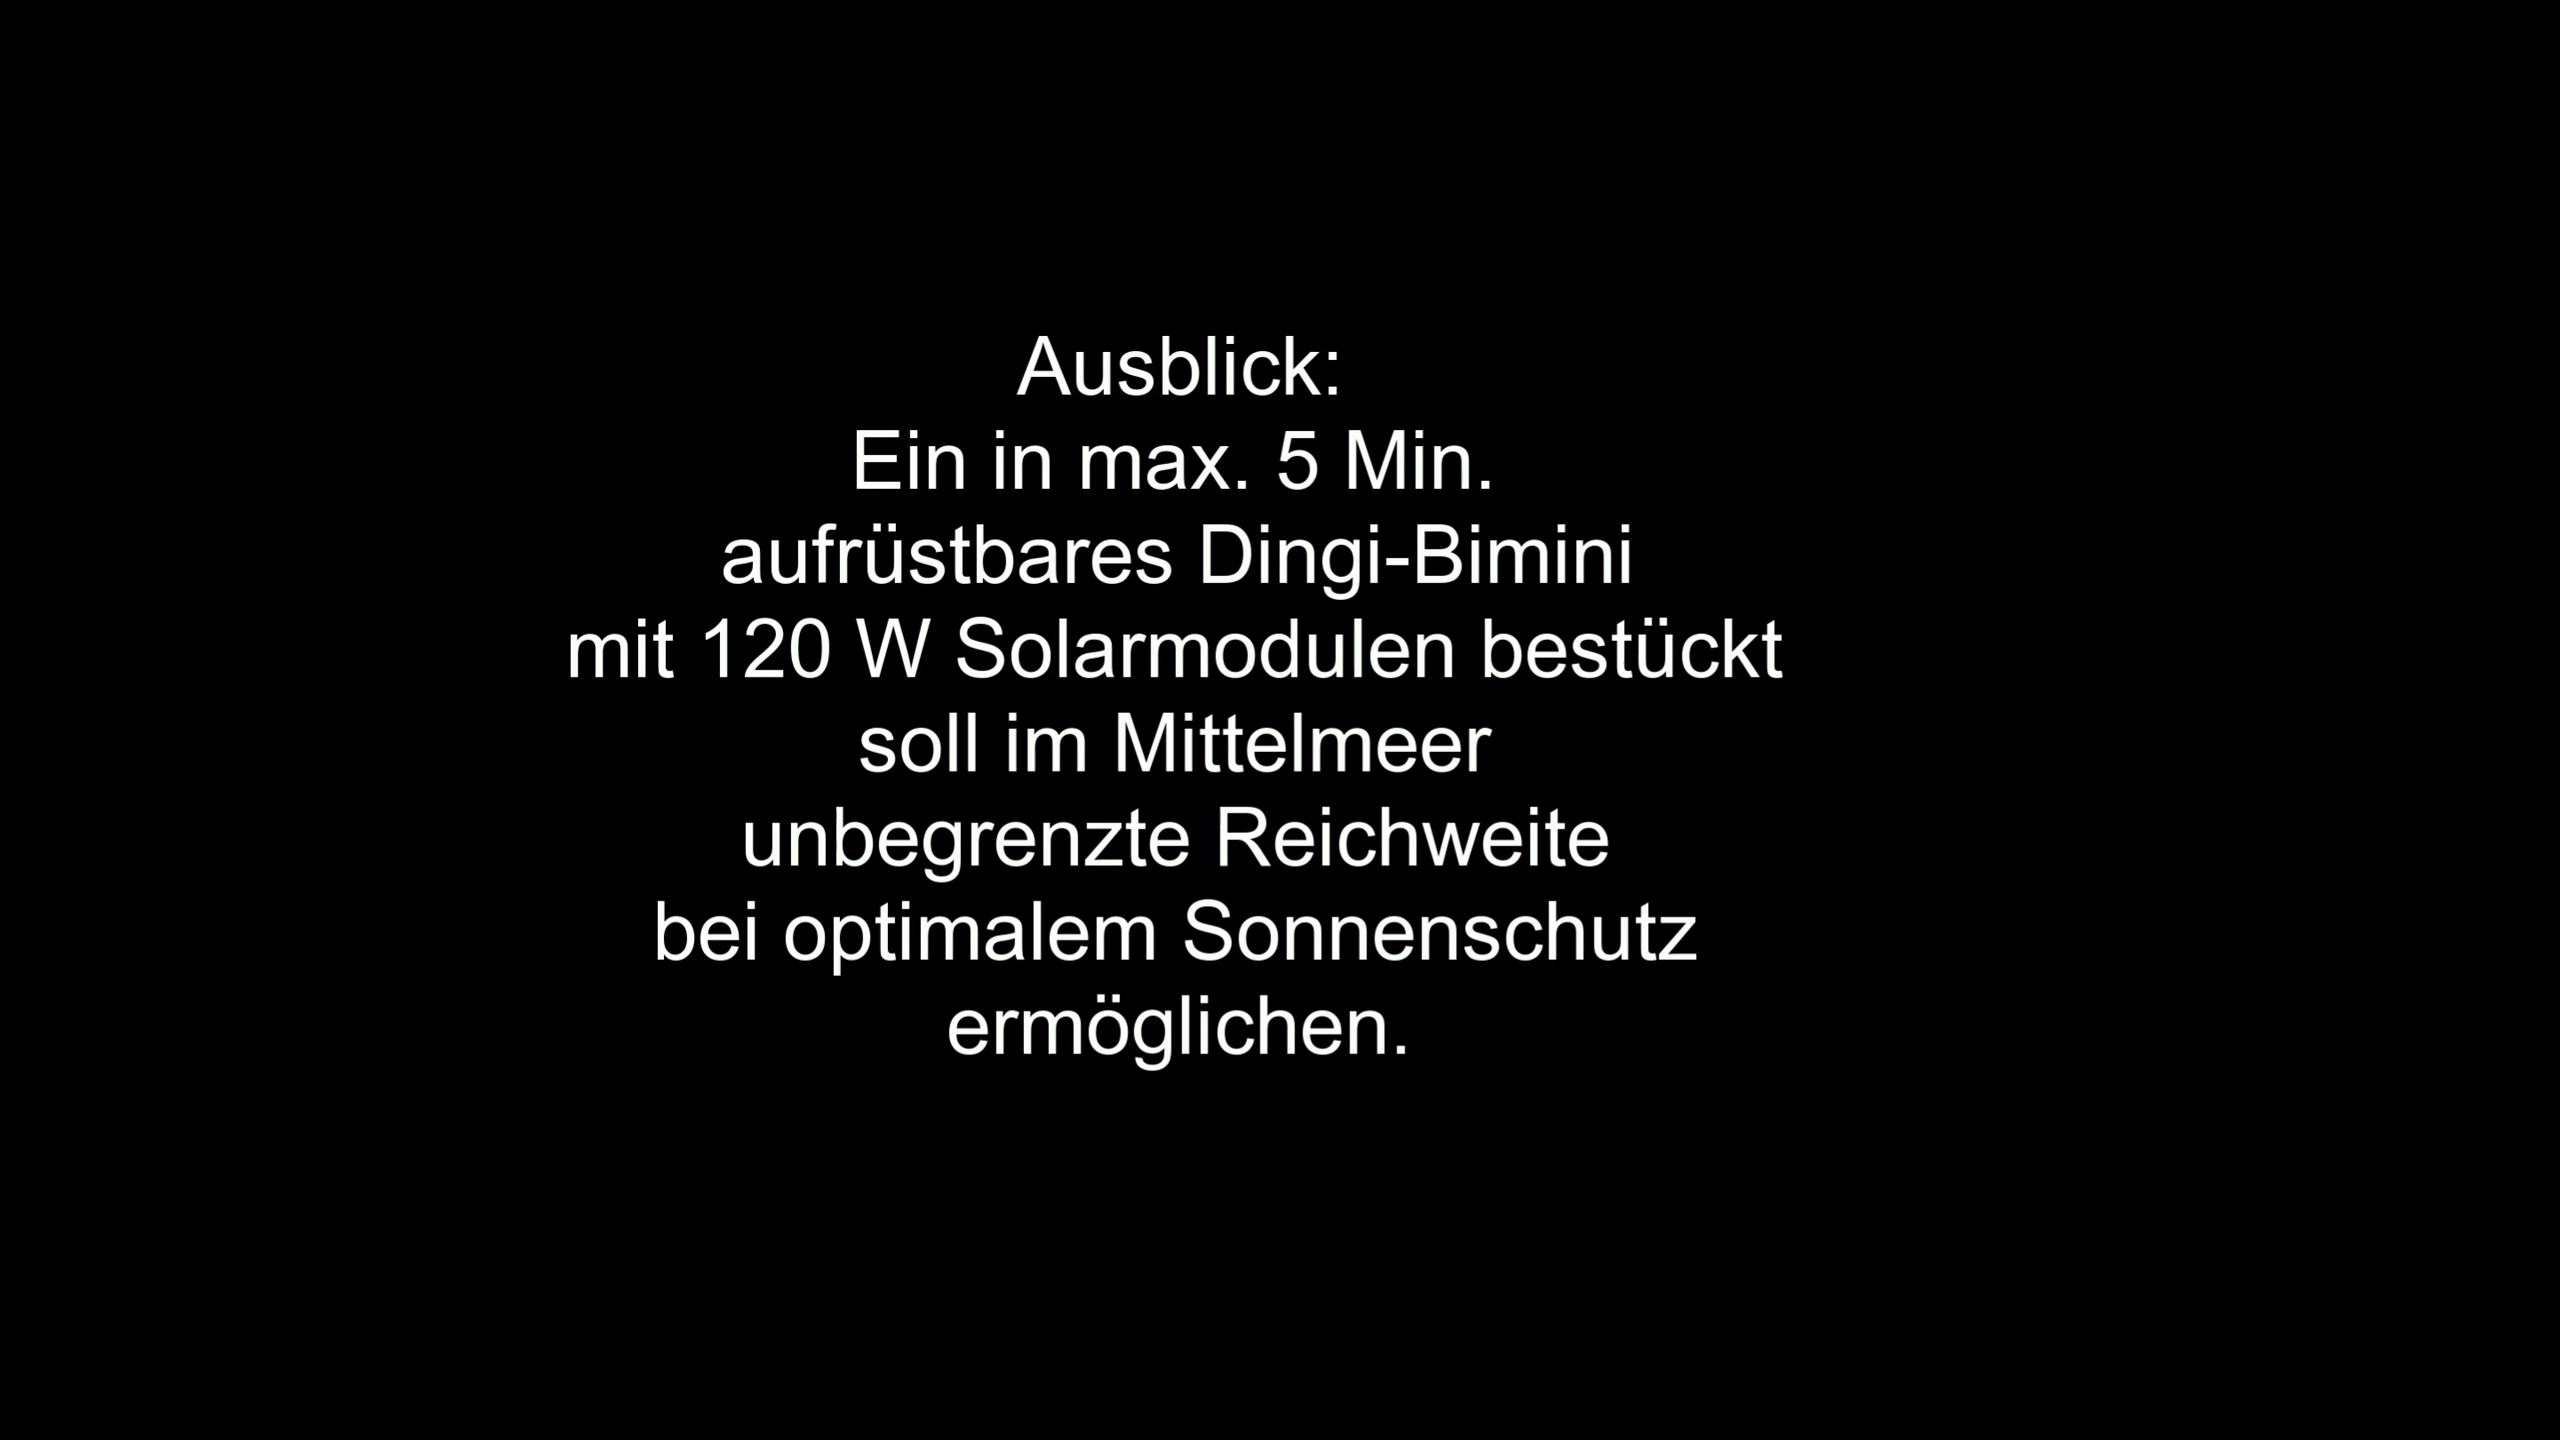 Ausblick:
Ein in max. 5 Min.
aufrüstbares Dingi-Bimini
mit 120 W Solarmodulen bestückt
soll im Mittelmeer
unbegrenzte Reichweite
bei optimalem Sonnenschutz
ermöglichen.